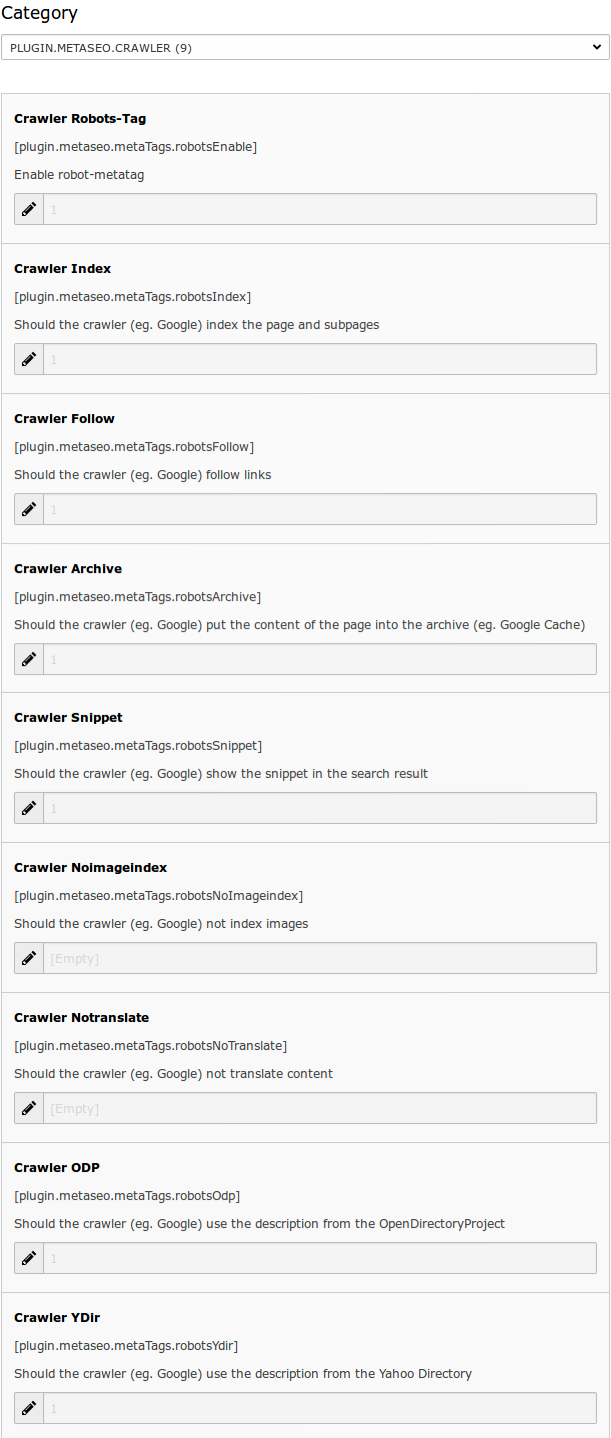 Category
PLUGIN.METASEO.CRAWLER (9)
Crawler Robots-Tag
[plugin.metaseo.metaTags.robotsEnable]
Enable robot-metatag
1
Crawler Index
[plugin.metaseo.metaTags.robotsIndex]
Should the crawler (eg. Google) index the page and subpages
1
Crawler Follow
[plugin.metaseo.metaTags.robotsFollow]
Should the crawler (eg. Google) follow links
1
Crawler Archive
[plugin.metaseo.metaTags.robotsArchive]
Should the crawler (eg. Google) put the content of the page into the archive (eg. Google Cache)
1
Crawler Snippet
[plugin.metaseo.metaTags.robotsSnippet]
Should the crawler (eg. Google) show the snippet in the search result
1
Crawler Noimageindex
[plugin.metaseo.metaTags.robotsNoImageindex]
Should the crawler (eg. Google) not index images
[Empty]
Crawler Notranslate
[plugin.metaseo.metaTags.robotsNoTranslate]
Should the crawler (eg. Google) not translate content
[Empty]
Crawler ODP
[plugin.metaseo.metaTags.robotsOdp]
Should the crawler (eg. Google) use the description from the OpenDirectoryProject
1
Crawler YDir
[plugin.metaseo.metaTags.robotsYdir]
Should the crawler (eg. Google) use the description from the Yahoo Directory
1